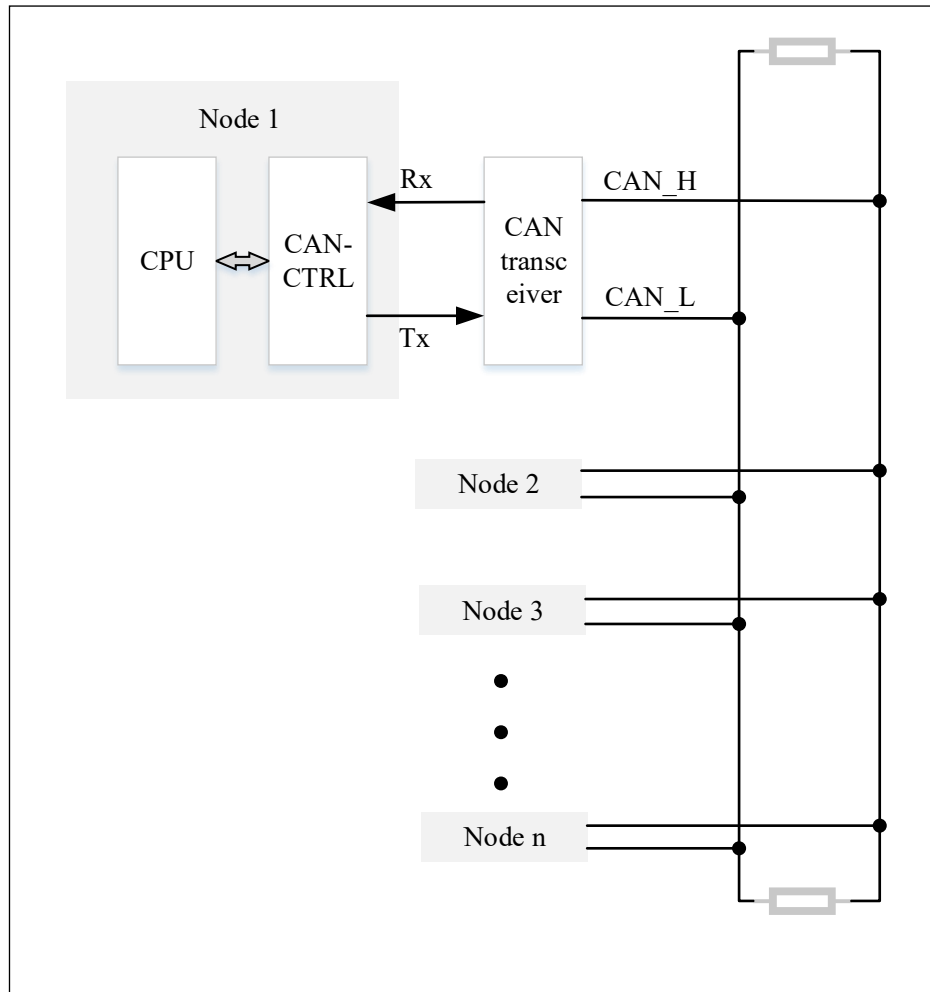 Node 1
Rx
CAN_H
CPU
CAN-
CTRL
CAN
transc
eiver
CAN_L
Tx
Node 2
Node 3
Node n